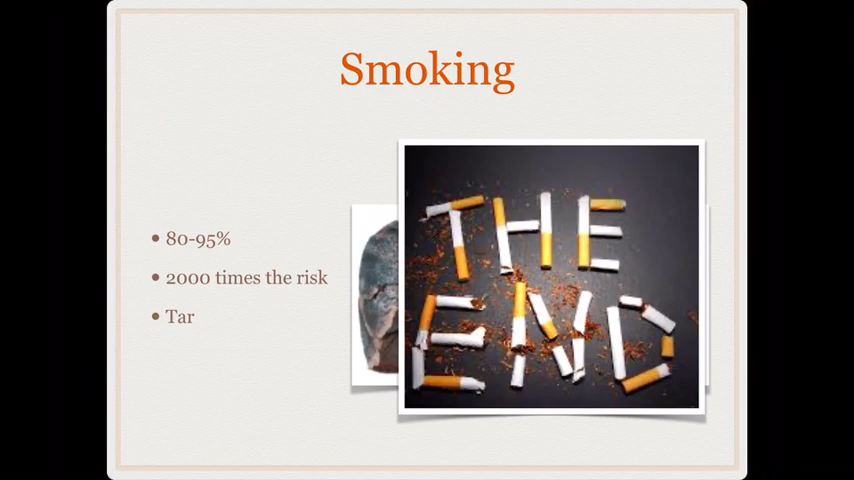 Smoking
• 80-95%
• 2000 times the risk
• Tar
THE
END